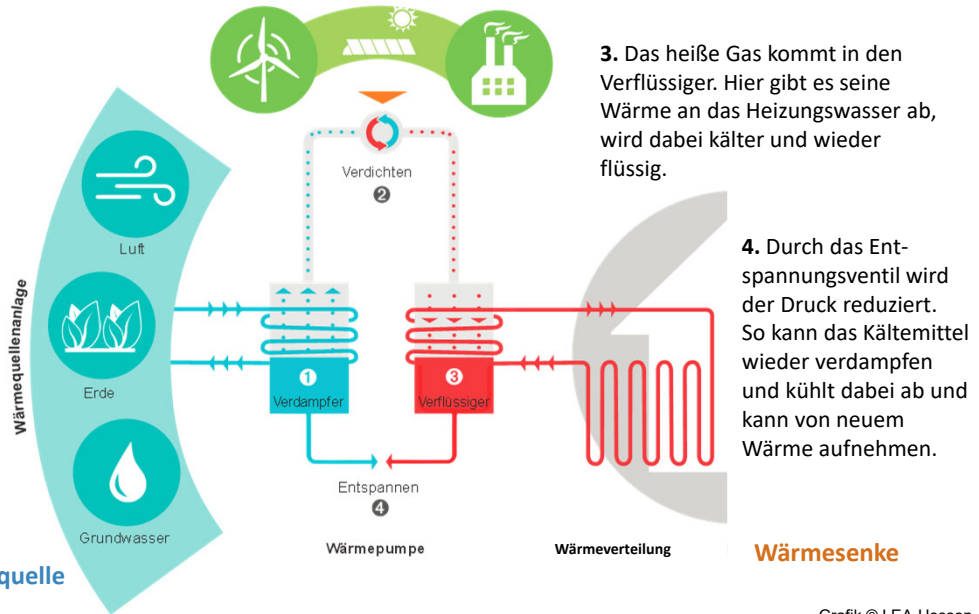 3. Das heiße Gas kommt in den
Verflüssiger. Hier gibt es seine
Wärme an das Heizungswasser ab,
wird dabei kälter und wieder
flüssig.
Verdichten
2
Luft
4. Durch das Ent-
spannungsventil wird
der Druck reduziert.
So kann das Kältemittel
wieder verdampfen
und kühlt dabei ab und
kann von neuem
Wärme aufnehmen.
Wärmequellenanlage
Erde
1
Verdampfer
3
Verflüssiger
Entspannen
4
Grundwasser
Wärmepumpe
Wärmeverteilung
Wärmesenke
quelle